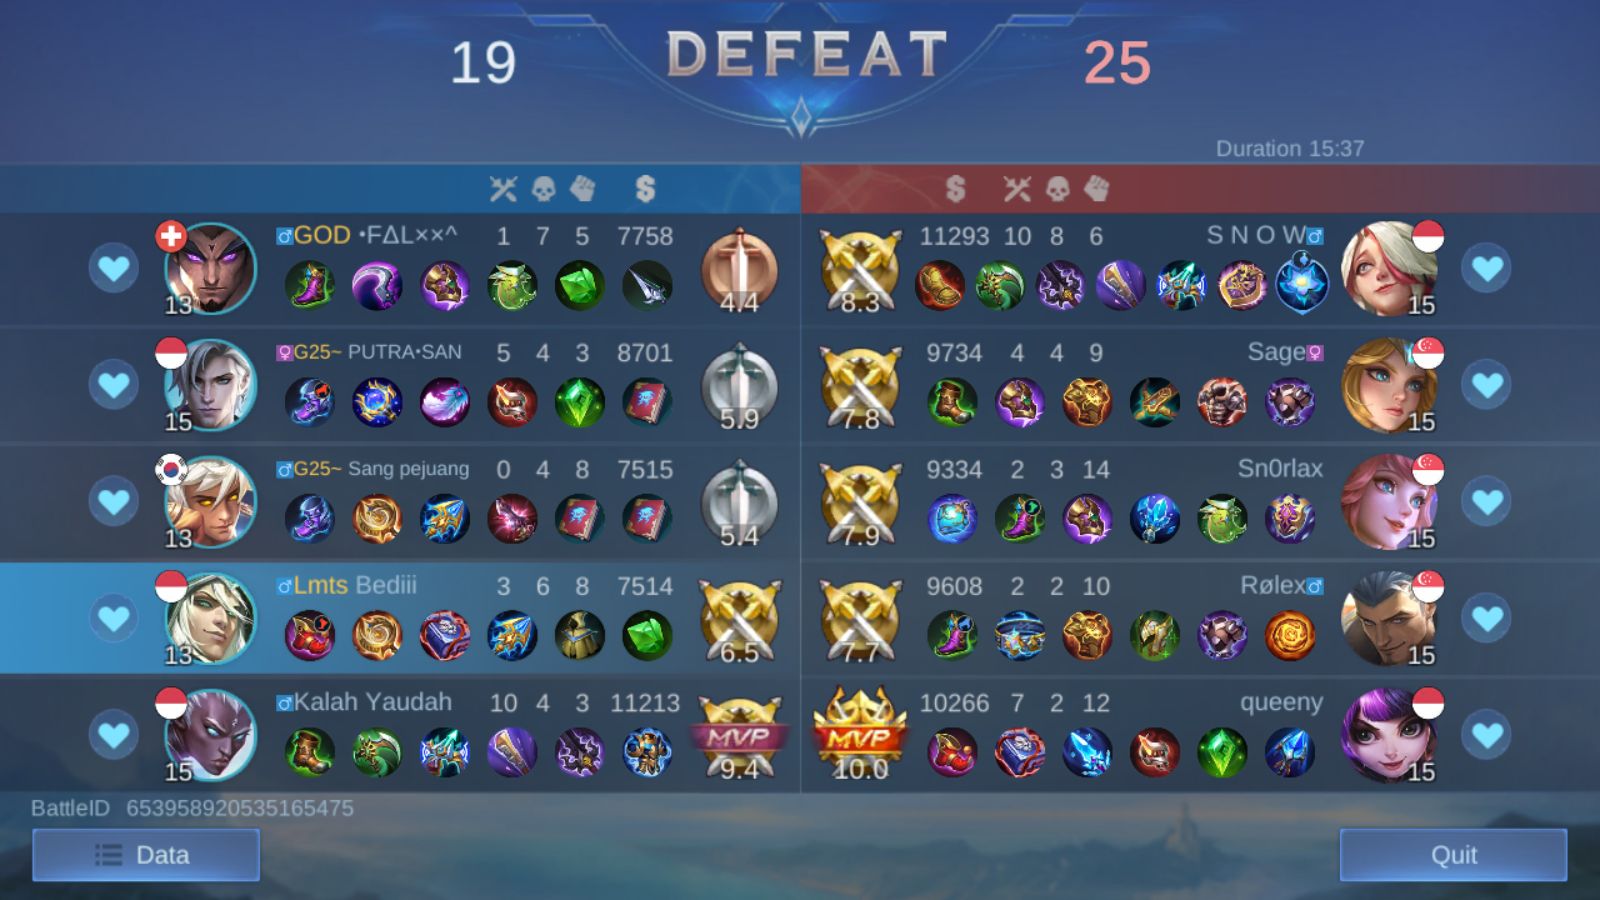 19 DEFEAT 25
Duration 15:37
GOD •FΔL××^ 1 7 5 7758
13 4.4
11293 10 8 6 S N O W
8.3 15
G25~ PUTRA•SAN 5 4 3 8701
15 5.9
9734 4 4 9 Sage
7.8 15
G25~ Sang pejuang 0 4 8 7515
13 5.4
9334 2 3 14 Sn0rlax
7.9 15
Lmts Bediii 3 6 8 7514
13 6.5
9608 2 2 10 Rølex
7.7 15
Kalah Yaudah 10 4 3 11213
MVP
15 9.4
10266 7 2 12 queeny
MVP
10.0 15
BattleID 653958920535165475
Data
Quit